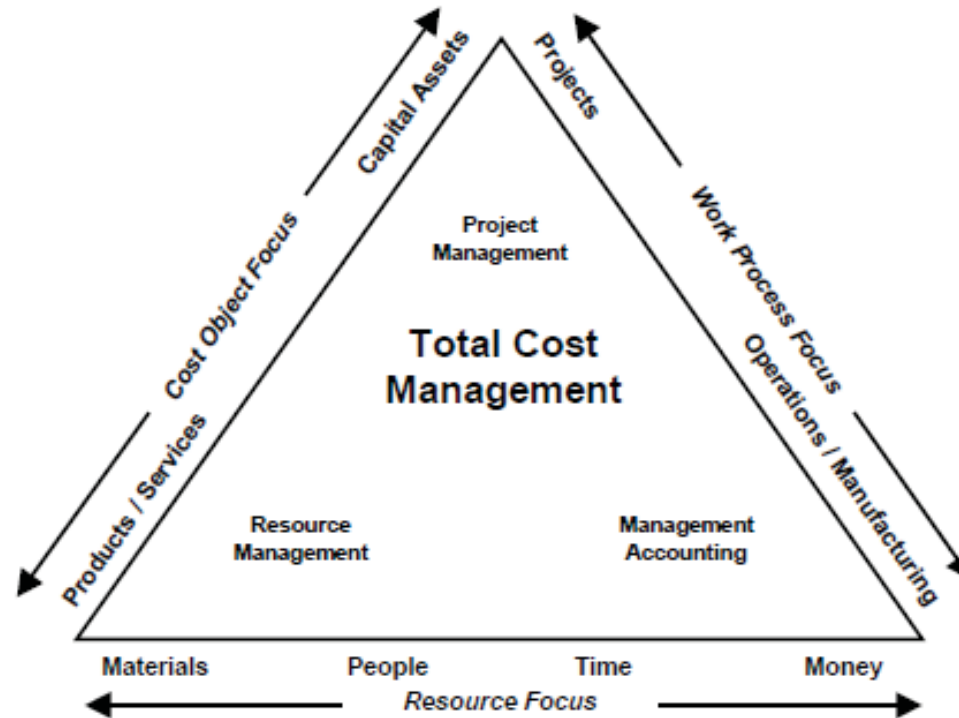 Capital Assets
Projects
Cost Object Focus
Work Process Focus
Project
Management
Total Cost
Management
Products / Services
Operations / Manufacturing
Resource
Management
Management
Accounting
Materials People Time Money
Resource Focus